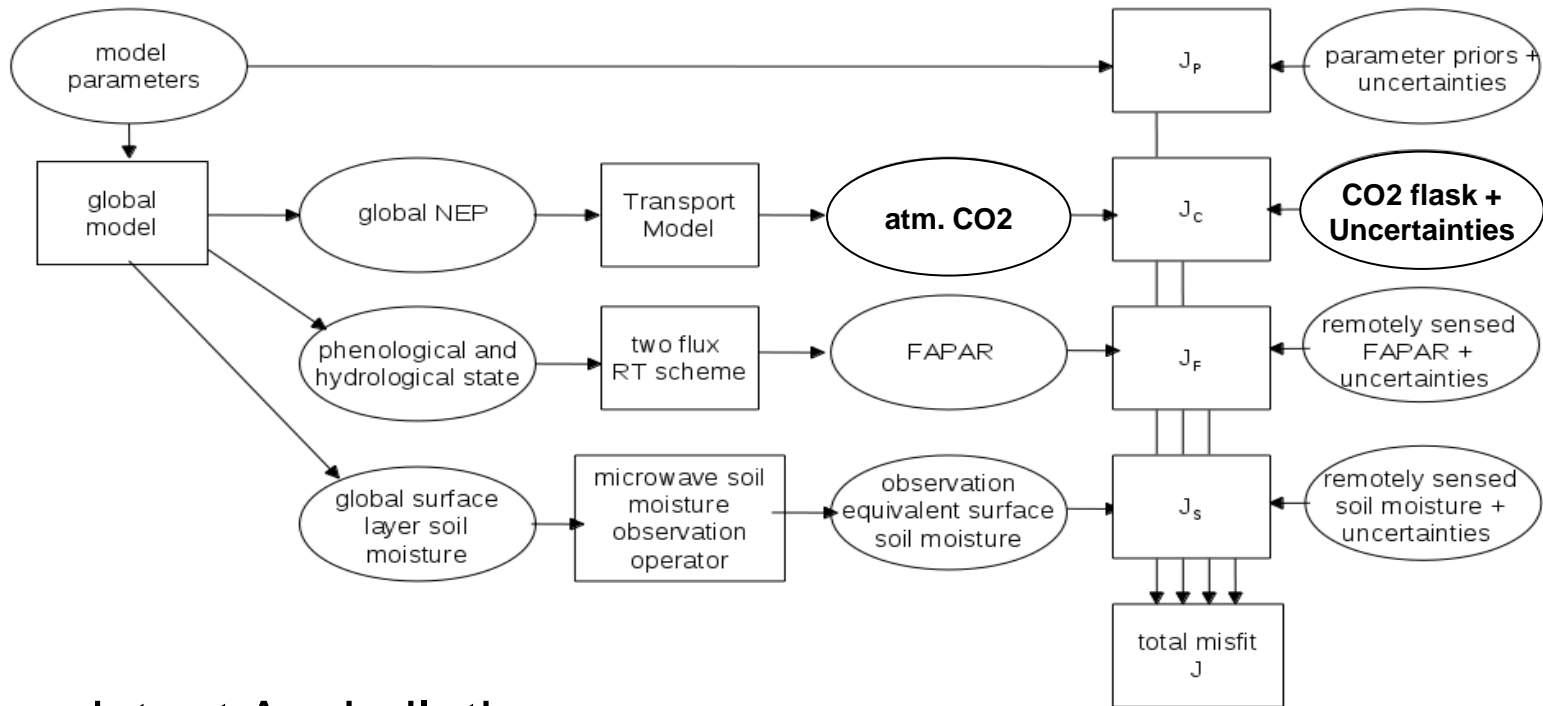 model
parameters
J_P
parameter priors +
uncertainties
global
model
global NEP
Transport
Model
atm. CO2
J_C
CO2 flask +
Uncertainties
phenological and
hydrological state
two flux
RT scheme
FAPAR
J_F
remotely sensed
FAPAR +
uncertainties
global surface
layer soil
moisture
microwave soil
moisture
observation
operator
observation
equivalent surface
soil moisture
J_S
remotely sensed
soil moisture +
uncertainties
total misfit
J